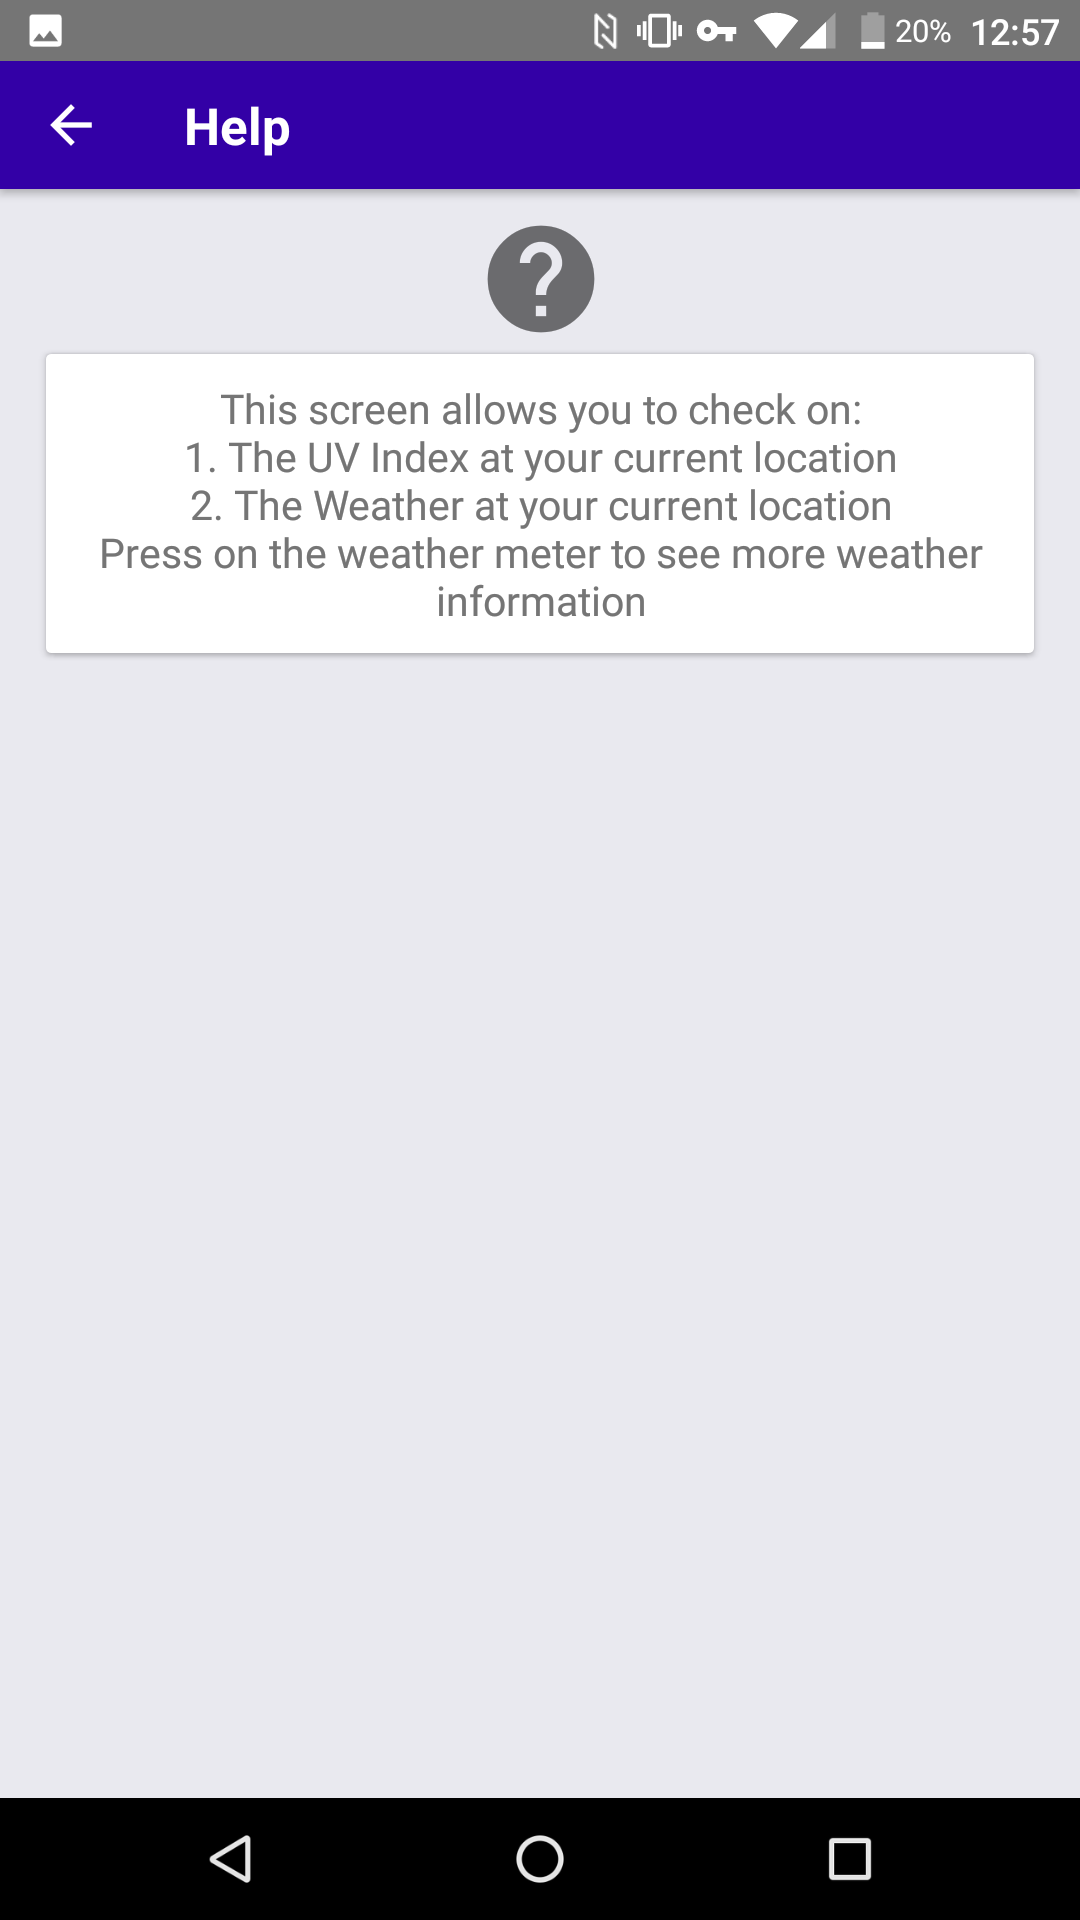 20% 12:57
Help
This screen allows you to check on:
1. The UV Index at your current location
2. The Weather at your current location
Press on the weather meter to see more weather
information